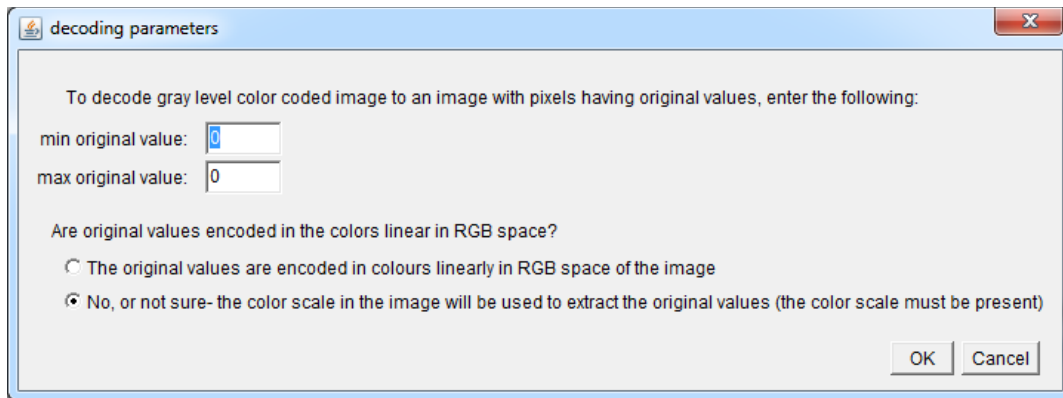 decoding parameters
To decode gray level color coded image to an image with pixels having original values, enter the following:
min original value: 0
max original value: 0
Are original values encoded in the colors linear in RGB space?
The original values are encoded in colours linearly in RGB space of the image
No, or not sure- the color scale in the image will be used to extract the original values (the color scale must be present)
OK Cancel